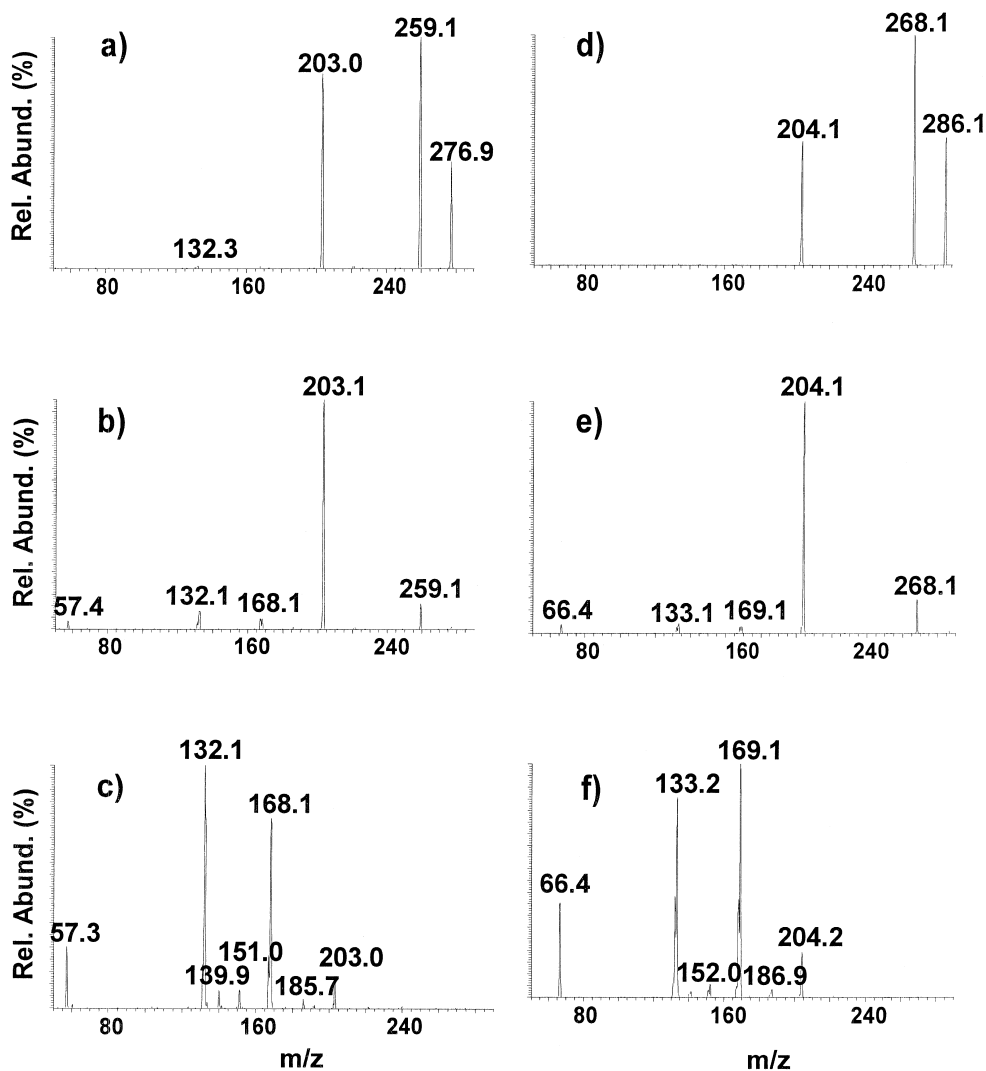 a)
Rel. Abund. (%)
259.1
203.0
276.9
132.3
80 160 240
d)
268.1
204.1
286.1
80 160 240
b)
Rel. Abund. (%)
203.1
57.4
132.1
168.1
259.1
80 160 240
e)
204.1
66.4
133.1
169.1
268.1
80 160 240
c)
Rel. Abund. (%)
132.1
168.1
57.3
139.9
151.0
185.7
203.0
80 160 240
m/z
f)
169.1
133.2
66.4
152.0
186.9
204.2
80 160 240
m/z